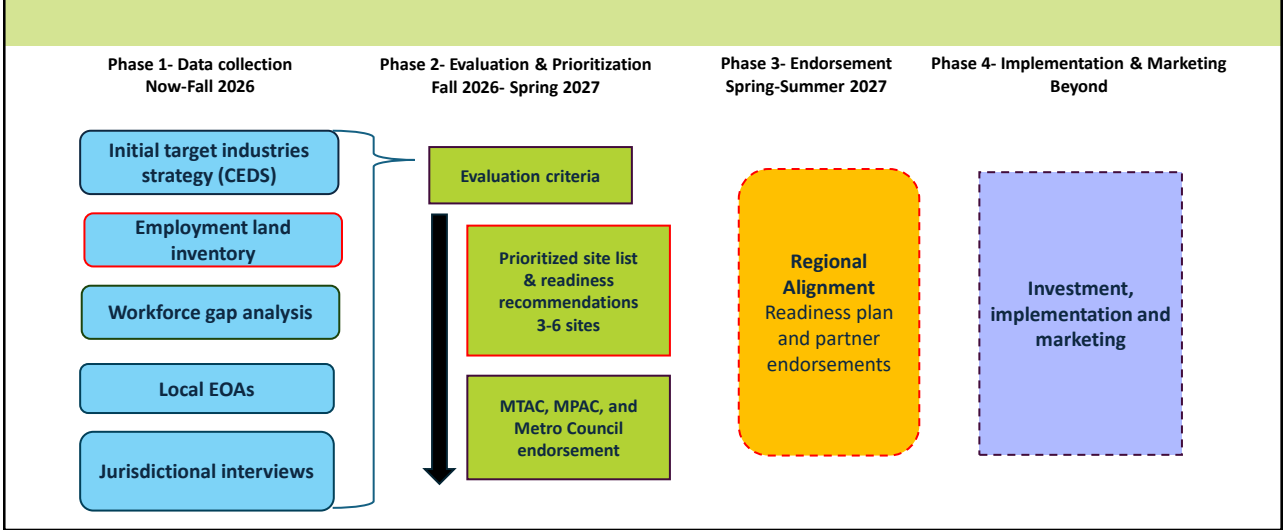 Phase 1- Data collection
Now-Fall 2026
Phase 2- Evaluation & Prioritization
Fall 2026- Spring 2027
Phase 3- Endorsement
Spring-Summer 2027
Phase 4- Implementation & Marketing
Beyond
Initial target industries
strategy (CEDS)
Employment land
inventory
Workforce gap analysis
Local EOAs
Jurisdictional interviews
Evaluation criteria
Prioritized site list
& readiness
recommendations
3-6 sites
MTAC, MPAC, and
Metro Council
endorsement
Regional
Alignment
Readiness plan
and partner
endorsements
Investment,
implementation and
marketing